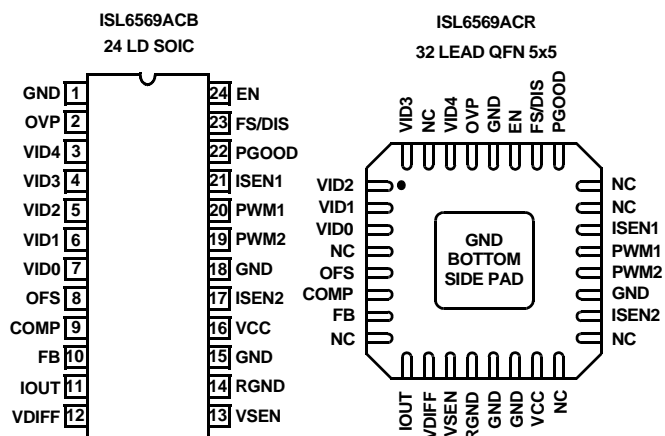 ISL6569ACB
24 LD SOIC
GND 1
OVP 2
VID4 3
VID3 4
VID2 5
VID1 6
VID0 7
OFS 8
COMP 9
FB 10
IOUT 11
VDIFF 12
24 EN
23 FS/DIS
22 PGOOD
21 ISEN1
20 PWM1
19 PWM2
18 GND
17 ISEN2
16 VCC
15 GND
14 RGND
13 VSEN
ISL6569ACR
32 LEAD QFN 5x5
VID3
NC
VID4
OVP
GND
EN
FS/DIS
PGOOD
VID2
VID1
VID0
NC
OFS
COMP
FB
NC
GND
BOTTOM
SIDE PAD
NC
NC
ISEN1
PWM1
PWM2
GND
ISEN2
NC
IOUT
VDIFF
VSEN
RGND
GND
GND
VCC
NC